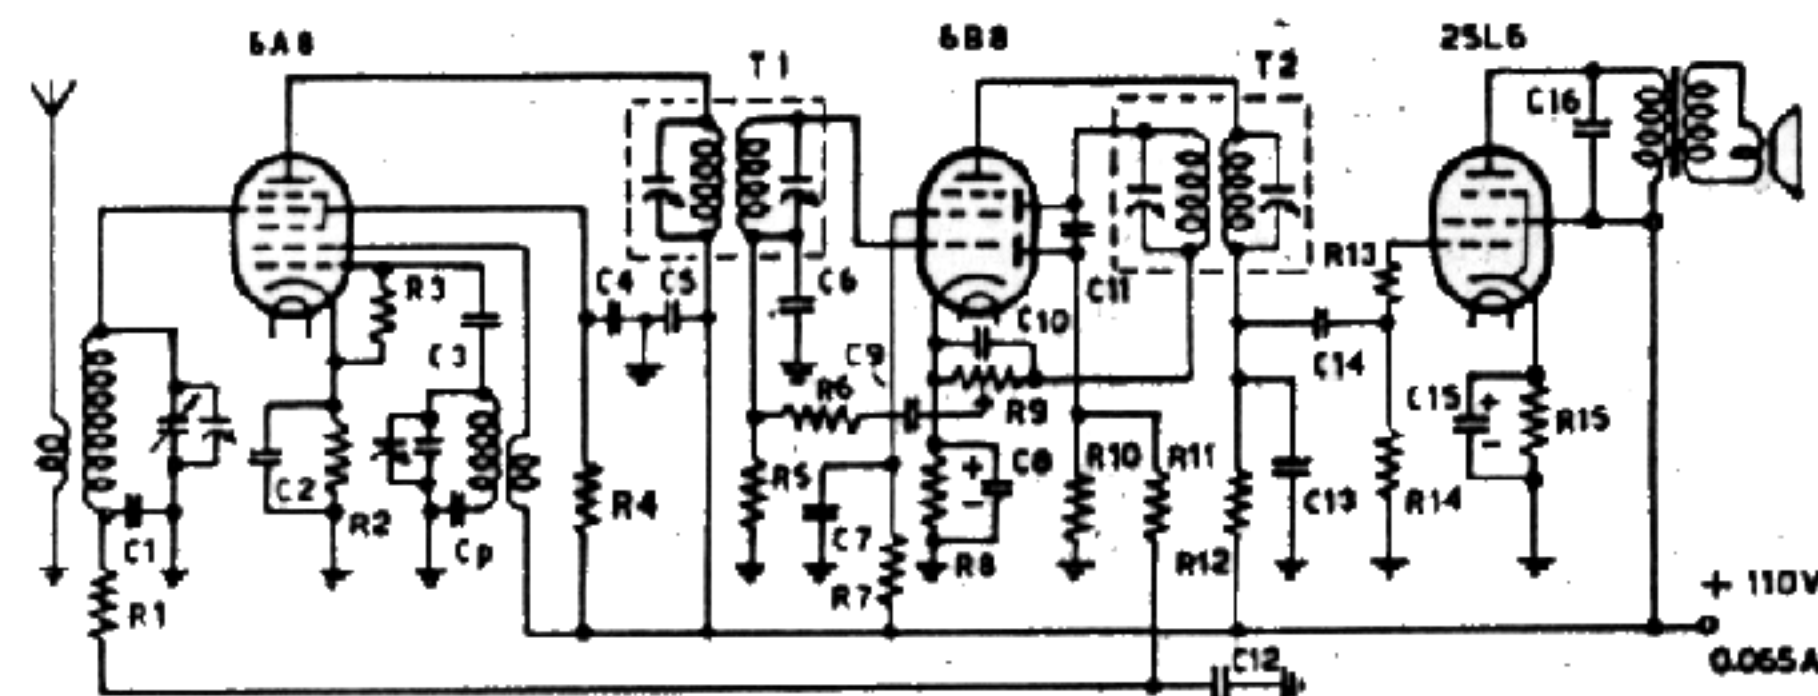 6A8
T1
6B8
T2
25L6
C16
R3
C4
C5
C6
C10
C11
R13
C3
C9
R6
R9
C14
C15
+
-
R15
C2
R2
Cp
C1
R1
R4
R5
C7
R7
+
-
C8
R8
R10
R11
R12
C13
R14
+ 110V
0.065A
C12